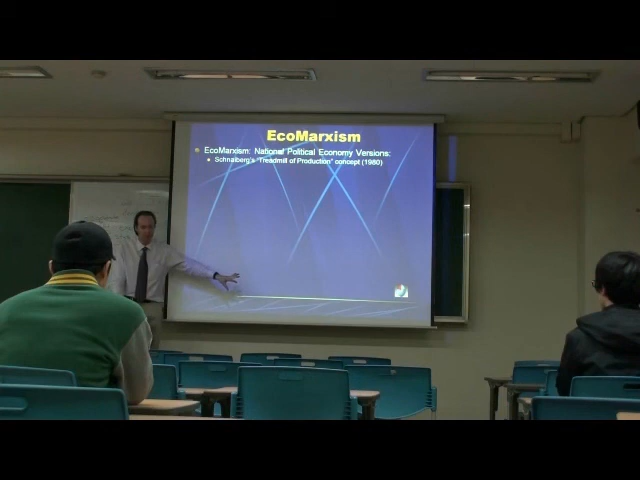 EcoMarxism
EcoMarxism: National Political Economy Versions:
Schnaiberg's "Treadmill of Production" concept (1980)